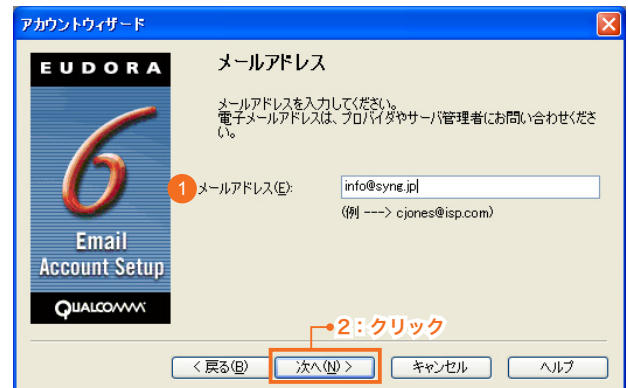 アカウントウィザード
EUDORA
6
Email
Account Setup
QUALCOMM
メールアドレス
メールアドレスを入力してください。
電子メールアドレスは、プロバイダやサーバ管理者にお問い合わせくださ
い。
1 メールアドレス(E): info@syng.jp
(例 ---> cjones@isp.com)
2：クリック
< 戻る(B) 次へ(N) > キャンセル ヘルプ